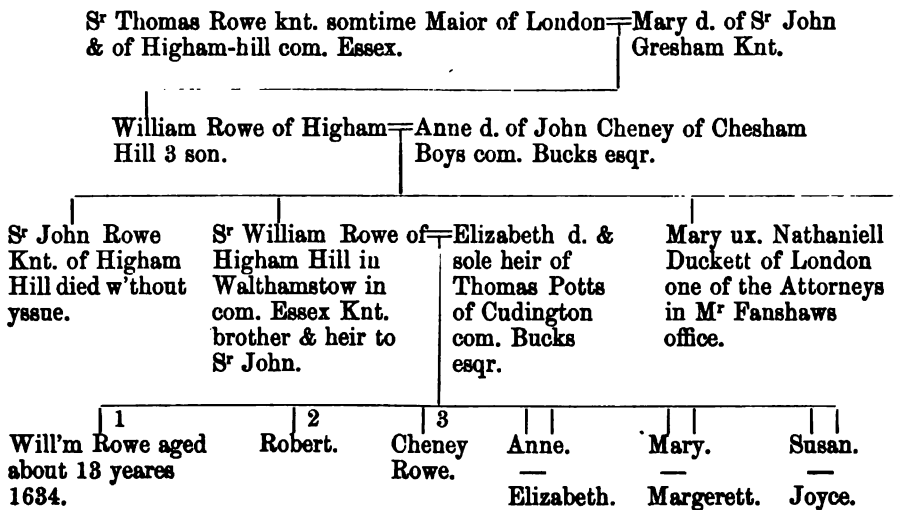 Sr Thomas Rowe knt. somtime Maior of London
& of Higham-hill com. Essex.
Mary d. of Sr John
Gresham Knt.
William Rowe of Higham
Hill 3 son.
Anne d. of John Cheney of Chesham
Boys com. Bucks esqr.
Sr John Rowe
Knt. of Higham
Hill died w'thout
yssue.
Sr William Rowe of
Higham Hill in
Walthamstow in
com. Essex Knt.
brother & heir to
Sr John.
Elizabeth d. &
sole heir of
Thomas Potts
of Cudington
com. Bucks
esqr.
Mary ux. Nathaniell
Duckett of London
one of the Attorneys
in Mr Fanshaws
office.
1
Will'm Rowe aged
about 13 yeares
1634.
2
Robert.
3
Cheney
Rowe.
Anne.
—
Elizabeth.
Mary.
—
Margerett.
Susan.
—
Joyce.